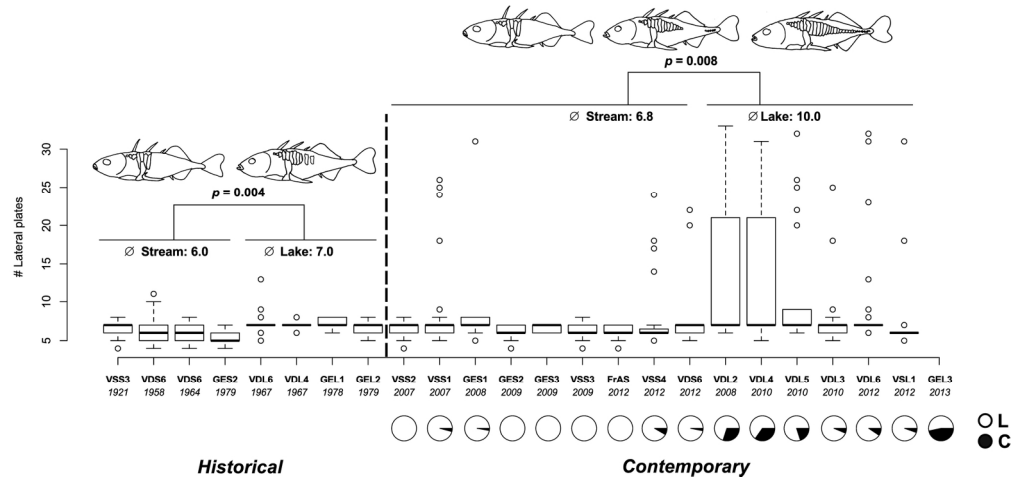 p = 0.008
Ø Stream: 6.8 Ø Lake: 10.0
p = 0.004
Ø Stream: 6.0 Ø Lake: 7.0
# Lateral plates
30
25
20
15
10
5
VSS3 VDS6 VDS6 GES2 VDL6 VDL4 GEL1 GEL2 VSS2 VSS1 GES1 GES2 GES3 VSS3 FrAS VSS4 VDS6 VDL2 VDL4 VDL5 VDL3 VDL6 VSL1 GEL3
1921 1958 1964 1979 1967 1967 1978 1979 2007 2007 2008 2009 2009 2009 2012 2012 2012 2008 2010 2010 2010 2012 2012 2013
L
C
Historical Contemporary